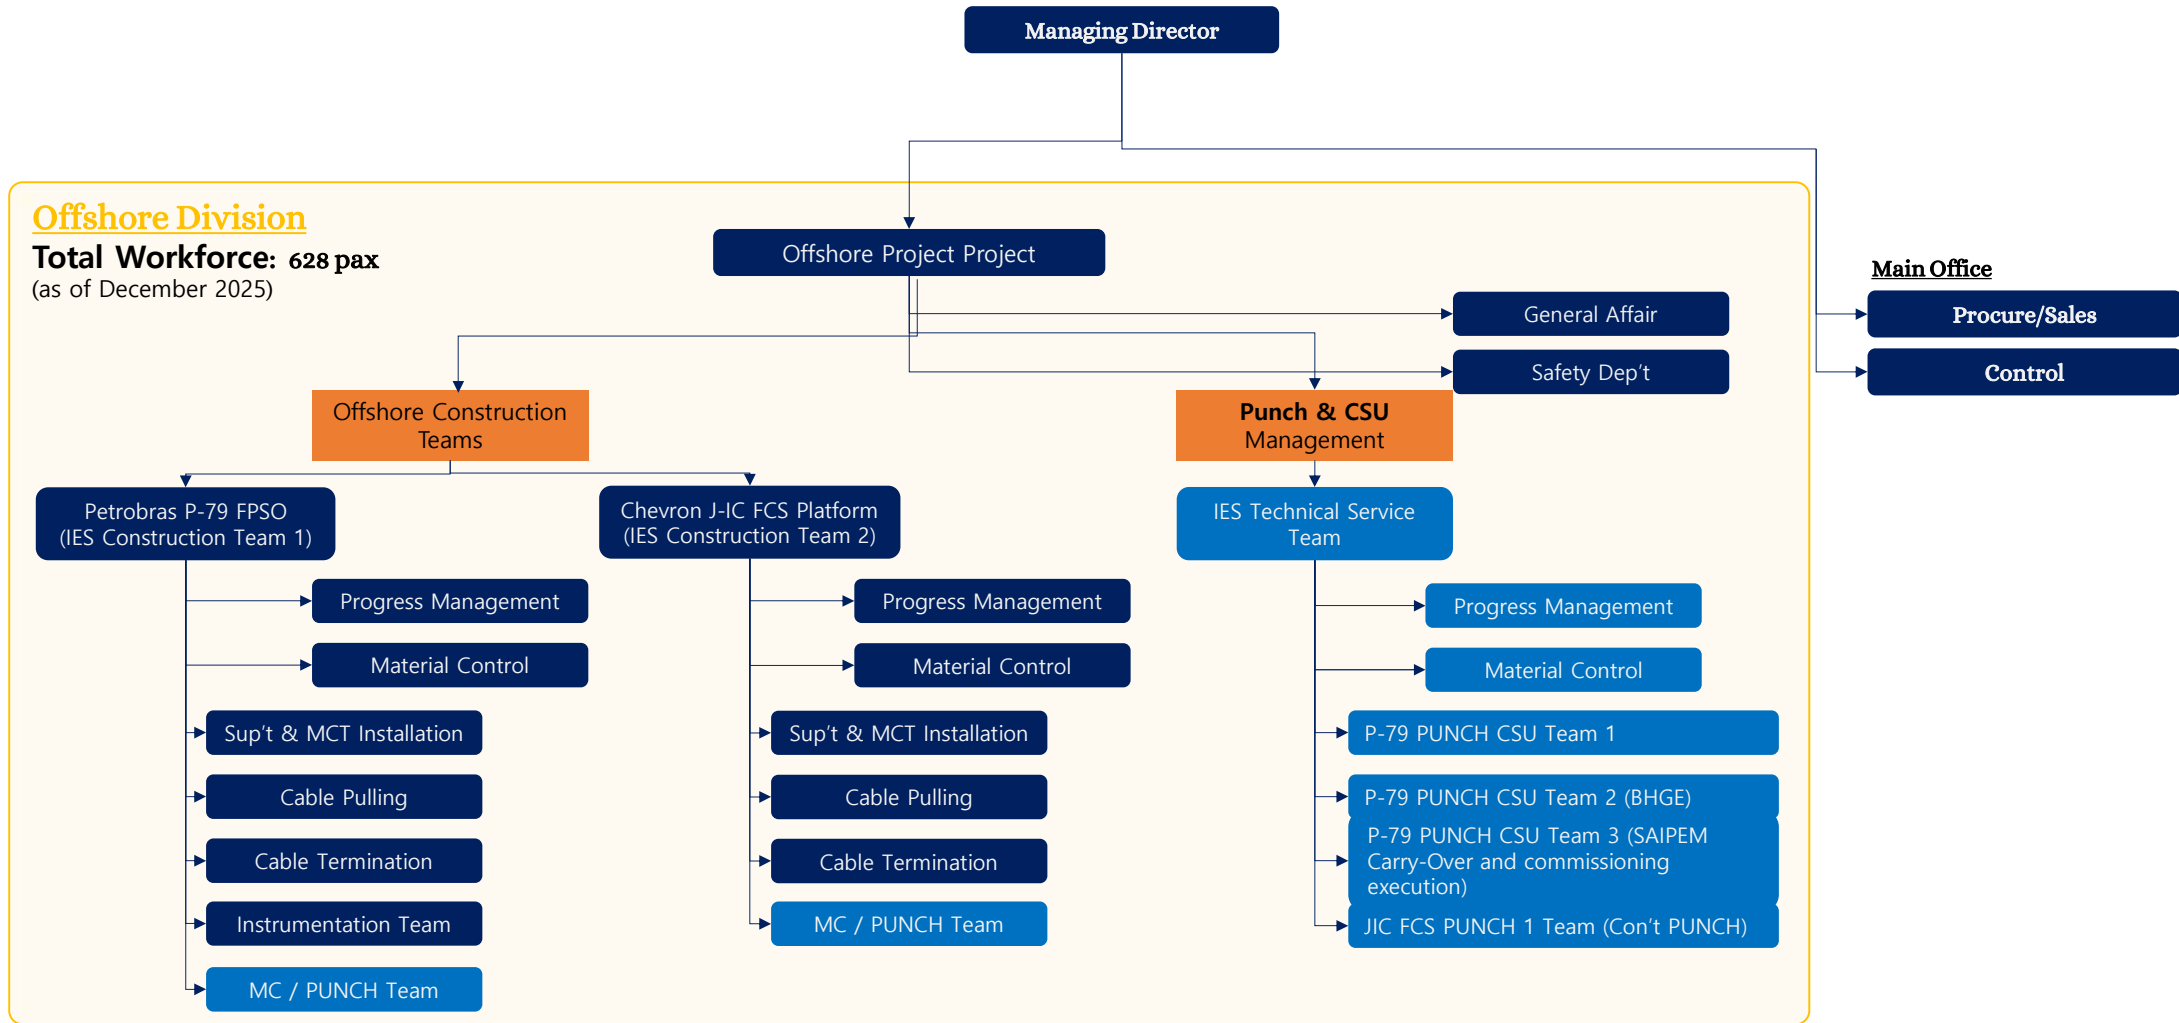 Managing Director
Offshore Division
Total Workforce: 628 pax
(as of December 2025)
Offshore Project Project
Main Office
General Affair
Procure/Sales
Safety Dep't
Control
Offshore Construction
Teams
Punch & CSU
Management
Petrobras P-79 FPSO
(IES Construction Team 1)
Chevron J-IC FCS Platform
(IES Construction Team 2)
IES Technical Service
Team
Progress Management
Material Control
Sup't & MCT Installation
Cable Pulling
Cable Termination
Instrumentation Team
MC / PUNCH Team
Progress Management
Material Control
Sup't & MCT Installation
Cable Pulling
Cable Termination
MC / PUNCH Team
Progress Management
Material Control
P-79 PUNCH CSU Team 1
P-79 PUNCH CSU Team 2 (BHGE)
P-79 PUNCH CSU Team 3 (SAIPEM
Carry-Over and commissioning
execution)
JIC FCS PUNCH 1 Team (Con't PUNCH)